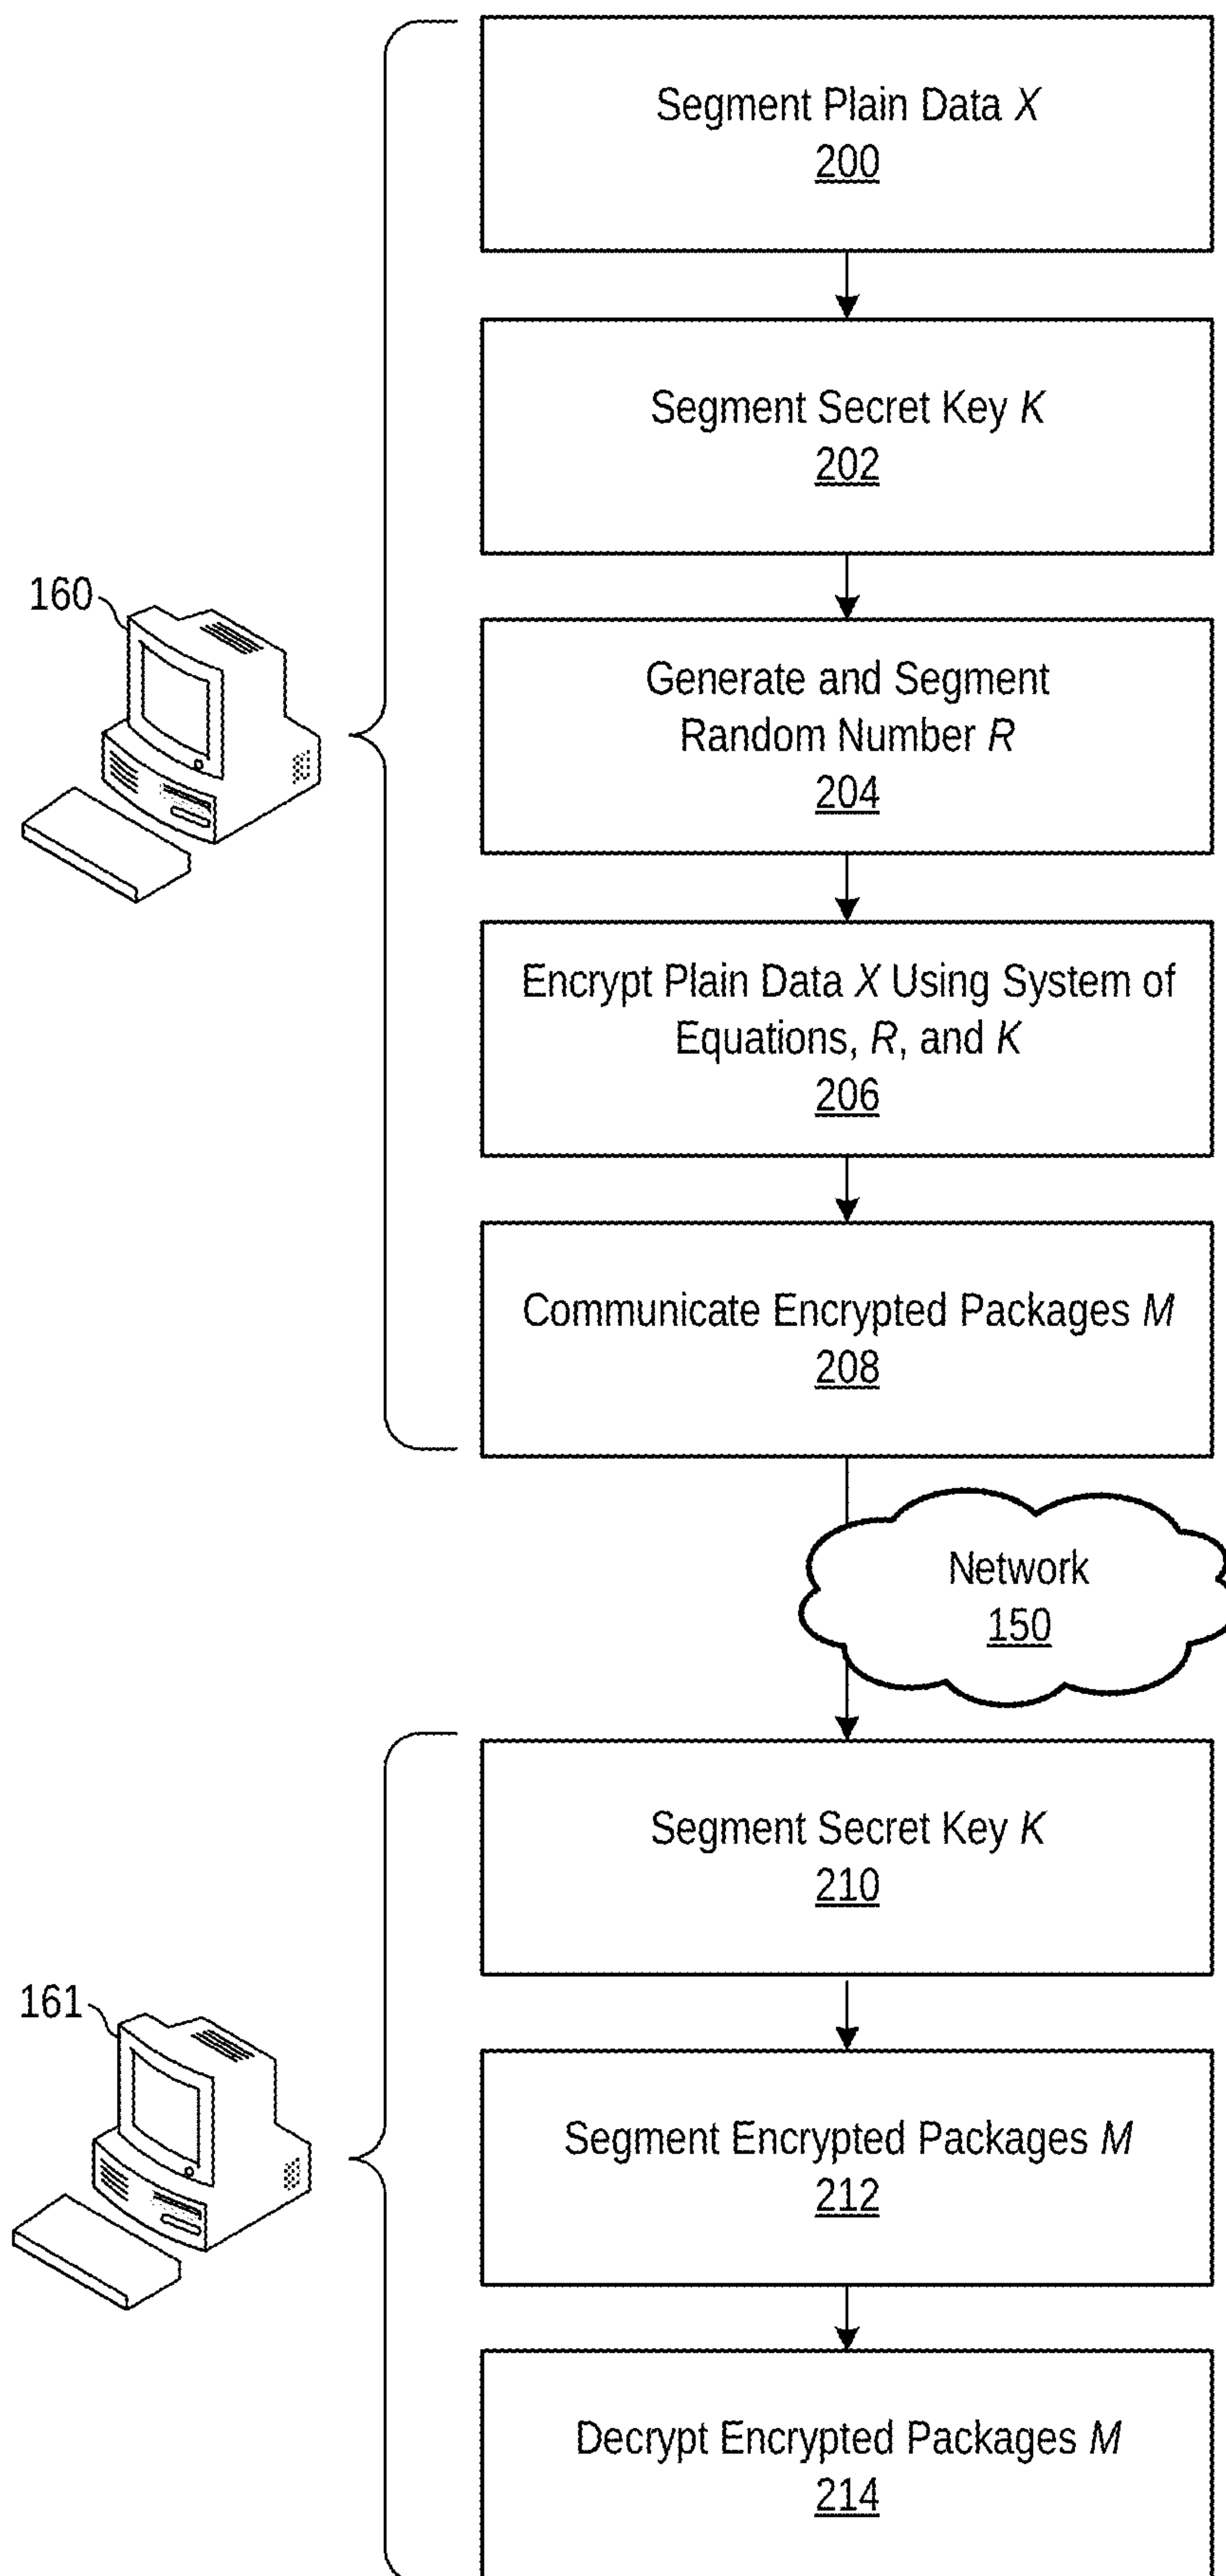 Segment Plain Data X
200
Segment Secret Key K
202
160
Generate and Segment
Random Number R
204
Encrypt Plain Data X Using System of
Equations, R, and K
206
Communicate Encrypted Packages M
208
Network
150
Segment Secret Key K
210
161
Segment Encrypted Packages M
212
Decrypt Encrypted Packages M
214